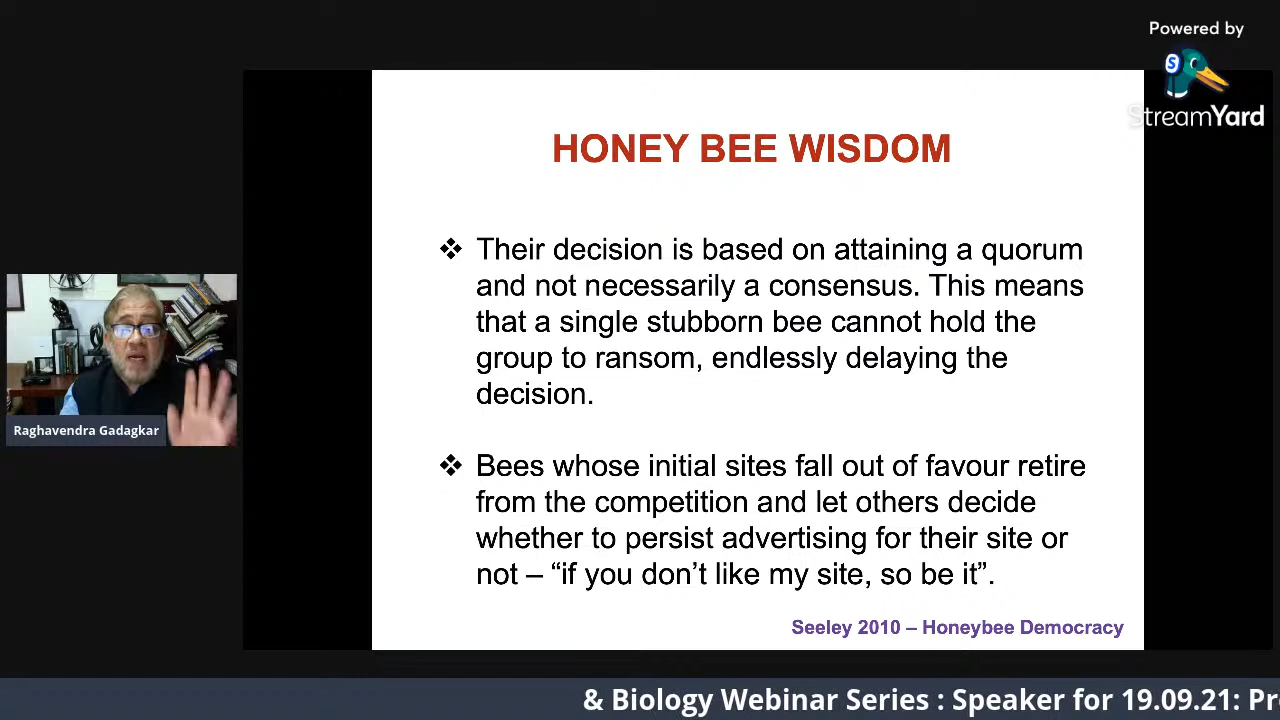 Powered by
StreamYard
HONEY BEE WISDOM
❖ Their decision is based on attaining a quorum
and not necessarily a consensus. This means
that a single stubborn bee cannot hold the
group to ransom, endlessly delaying the
decision.
❖ Bees whose initial sites fall out of favour retire
from the competition and let others decide
whether to persist advertising for their site or
not – “if you don’t like my site, so be it”.
Seeley 2010 – Honeybee Democracy
Raghavendra Gadagkar
& Biology Webinar Series : Speaker for 19.09.21: Pr